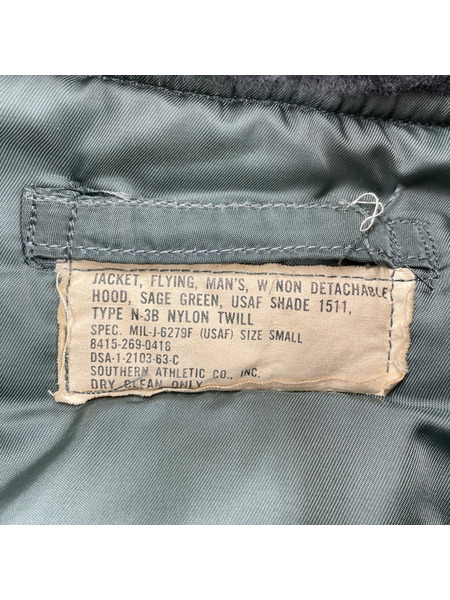 JACKET, FLYING, MAN'S, W/NON DETACHABLE
HOOD, SAGE GREEN, USAF SHADE 1511,
TYPE N-3B NYLON TWILL
SPEC. MIL-J-6279F (USAF) SIZE SMALL
8415-269-0416
DSA-1-2103-63-C
SOUTHERN ATHLETIC CO., INC.
DRY CLEAN ONLY